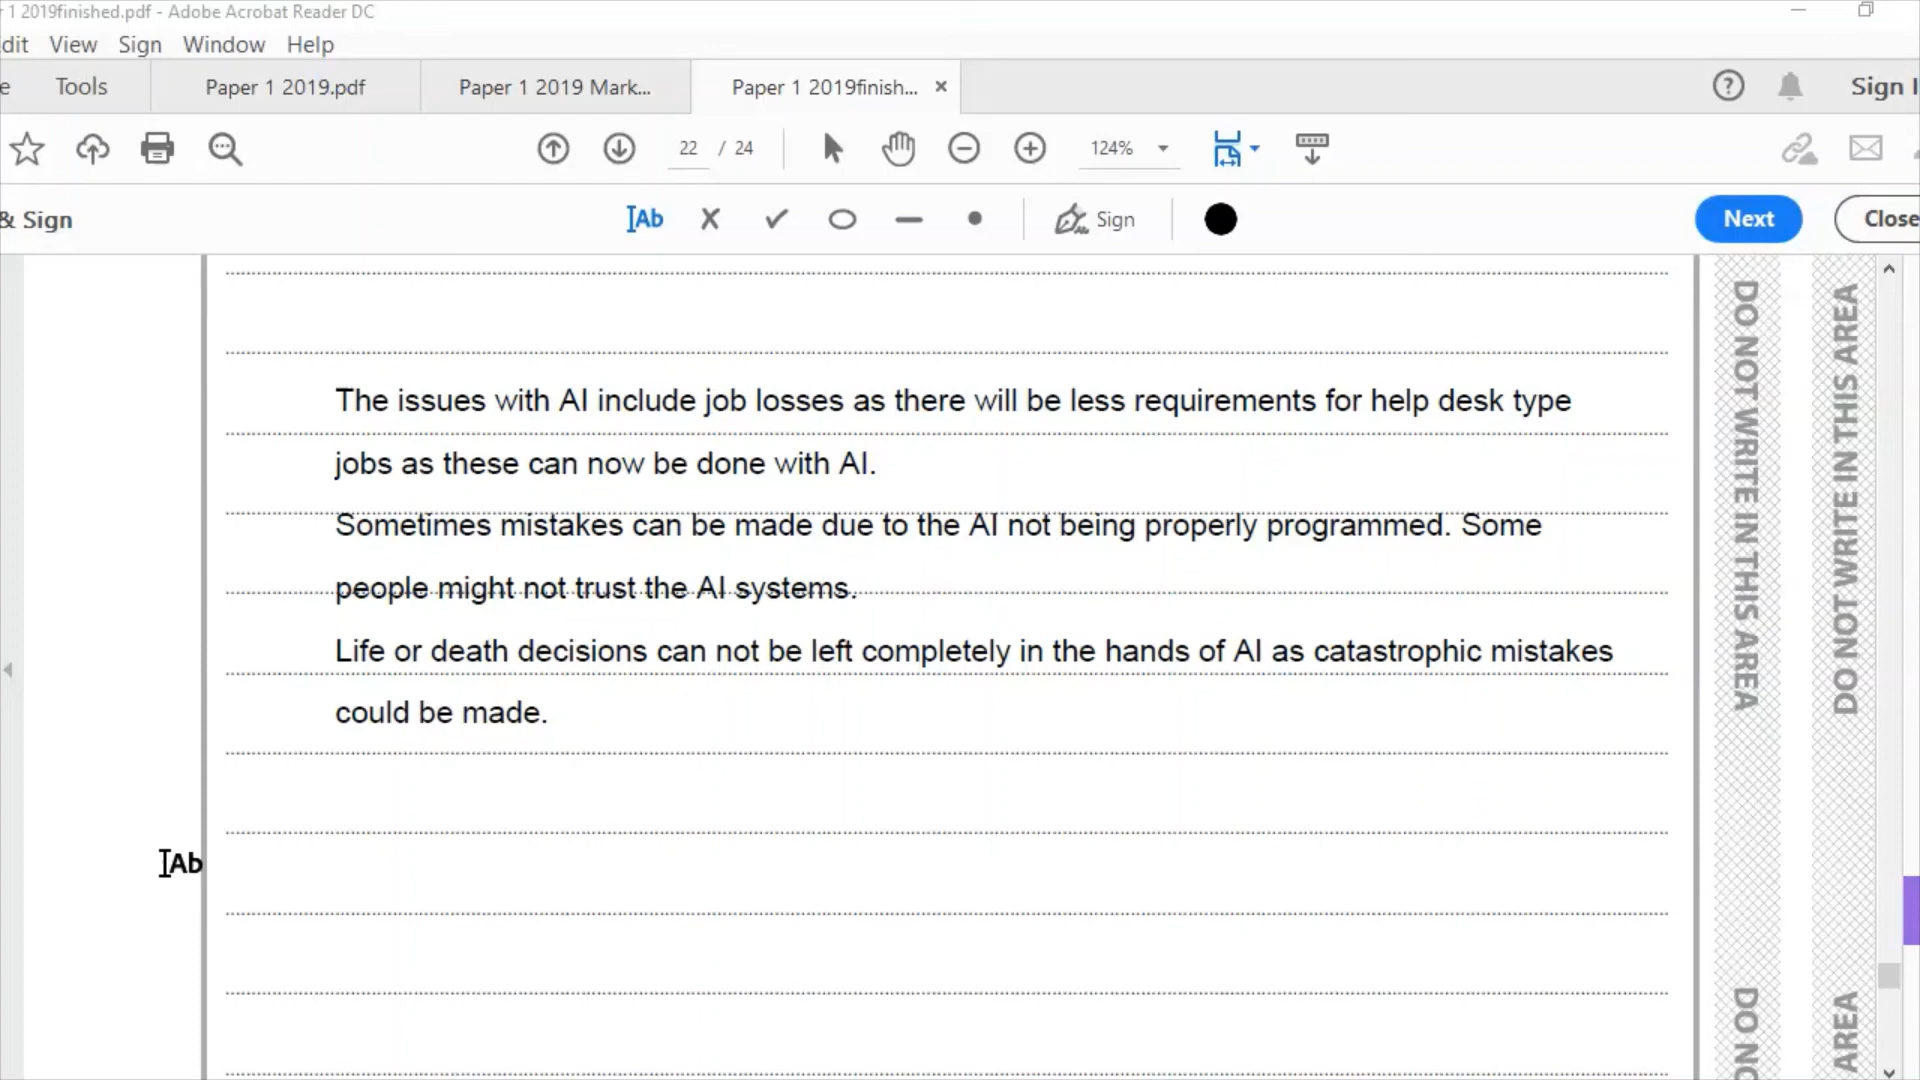 r 1 2019finished.pdf - Adobe Acrobat Reader DC
dit View Sign Window Help
e Tools Paper 1 2019.pdf Paper 1 2019 Mark... Paper 1 2019finish... × ? Sign I
22 / 24 124%
& Sign Ab Sign Next Close
The issues with AI include job losses as there will be less requirements for help desk type
jobs as these can now be done with AI.
Sometimes mistakes can be made due to the AI not being properly programmed. Some
people might not trust the AI systems.
Life or death decisions can not be left completely in the hands of AI as catastrophic mistakes
could be made.
Ab
DO NOT WRITE IN THIS AREA
DO NOT WRITE IN THIS AREA
DO NO
AREA